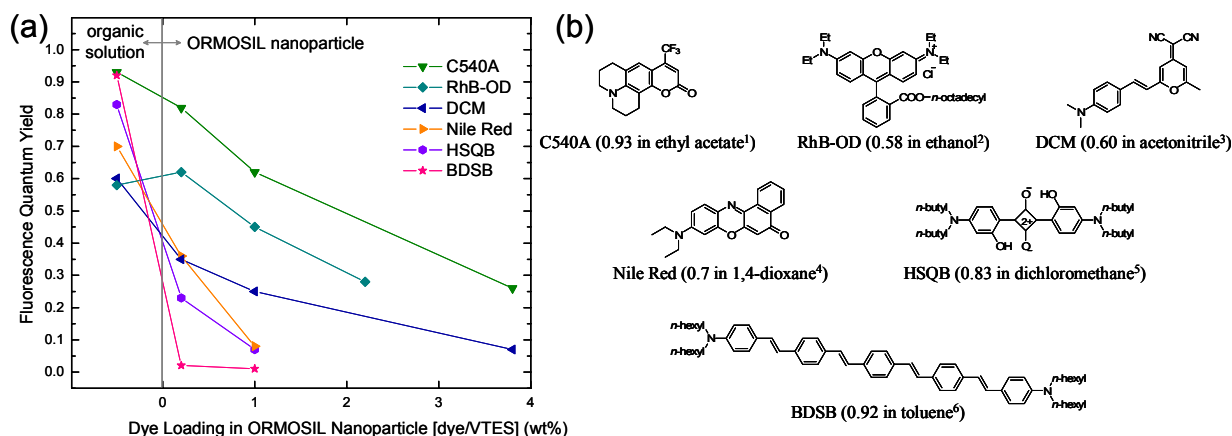 (a)
organic
solution
ORMOSIL nanoparticle
1.0
0.9
0.8
0.7
0.6
0.5
0.4
0.3
0.2
0.1
0.0
Fluorescence Quantum Yield
C540A
RhB-OD
DCM
Nile Red
HSQB
BDSB
0
1
2
3
4
Dye Loading in ORMOSIL Nanoparticle [dye/VTES] (wt%)
(b)
CF₃
N
O
O
C540A (0.93 in ethyl acetate¹)
Et
N
Et
O
Et
N⁺
Et
Cl⁻
COO-n-octadecyl
RhB-OD (0.58 in ethanol²)
NC
CN
O
N
DCM (0.60 in acetonitrile³)
N
N
O
O
Nile Red (0.7 in 1,4-dioxane⁴)
n-butyl
N
n-butyl
OH
O⁻
2+
O⁻
HO
n-butyl
N
n-butyl
HSQB (0.83 in dichloromethane⁵)
n-hexyl
N
n-hexyl
n-hexyl
N
n-hexyl
BDSB (0.92 in toluene⁶)